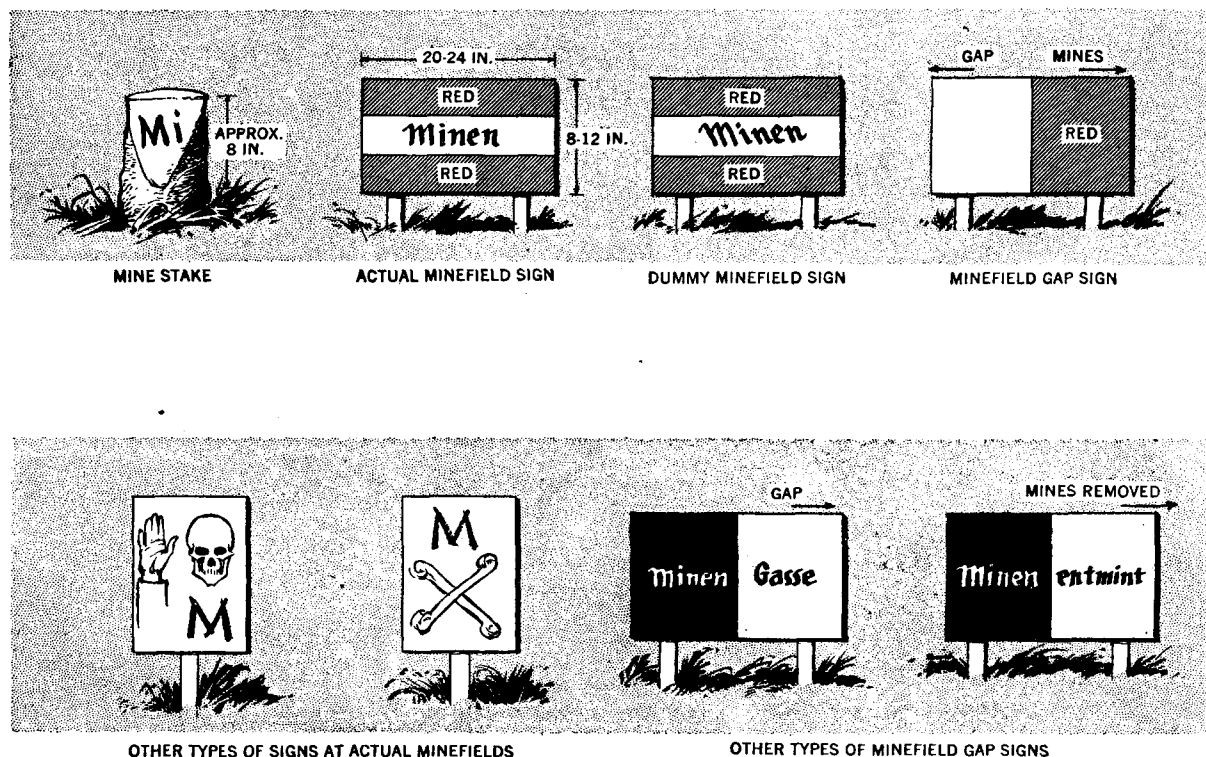 20-24 IN.
GAP MINES
RED RED
Mi Minen Minen
APPROX.
8 IN.
8-12 IN.
RED
RED RED
MINE STAKE ACTUAL MINEFIELD SIGN DUMMY MINEFIELD SIGN MINEFIELD GAP SIGN
GAP MINES REMOVED
M
Minen Gasse Minen entmint
M
OTHER TYPES OF SIGNS AT ACTUAL MINEFIELDS OTHER TYPES OF MINEFIELD GAP SIGNS